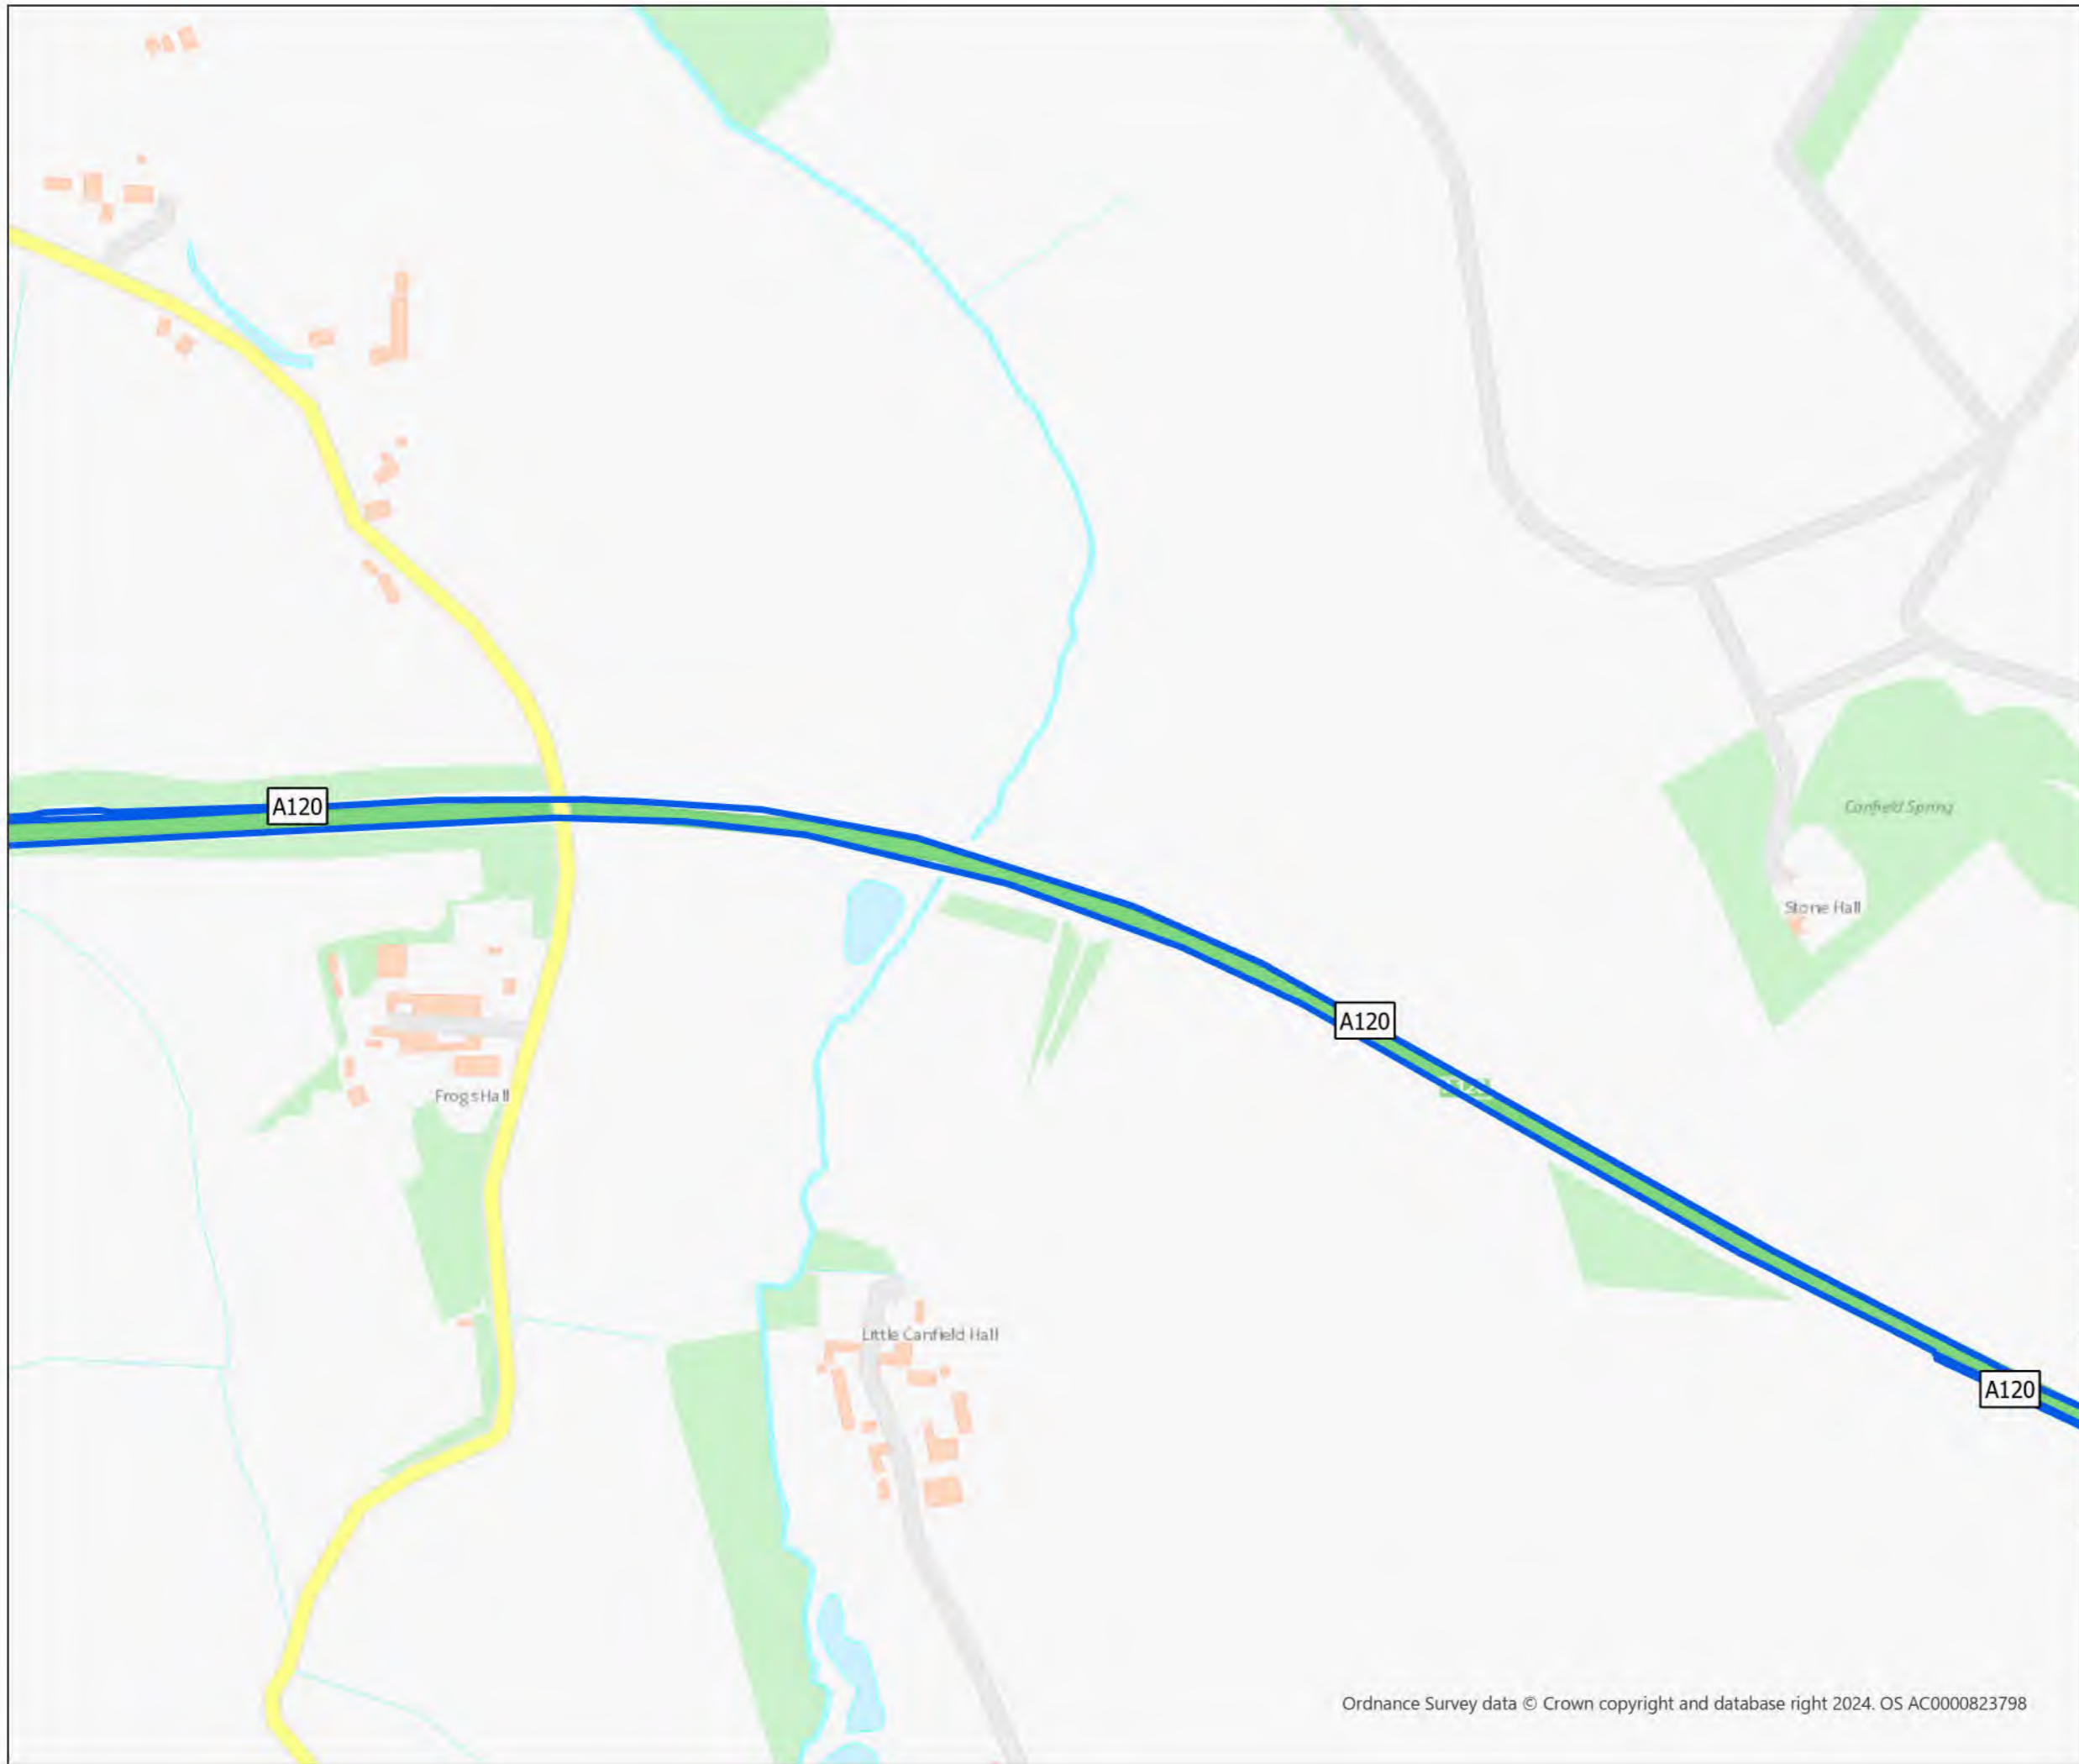 A120
Canfield Spring
Stone Hall
A120
Frogs Hall
Little Canfield Hall
A120
Ordnance Survey data © Crown copyright and database right 2024. OS AC0000823798